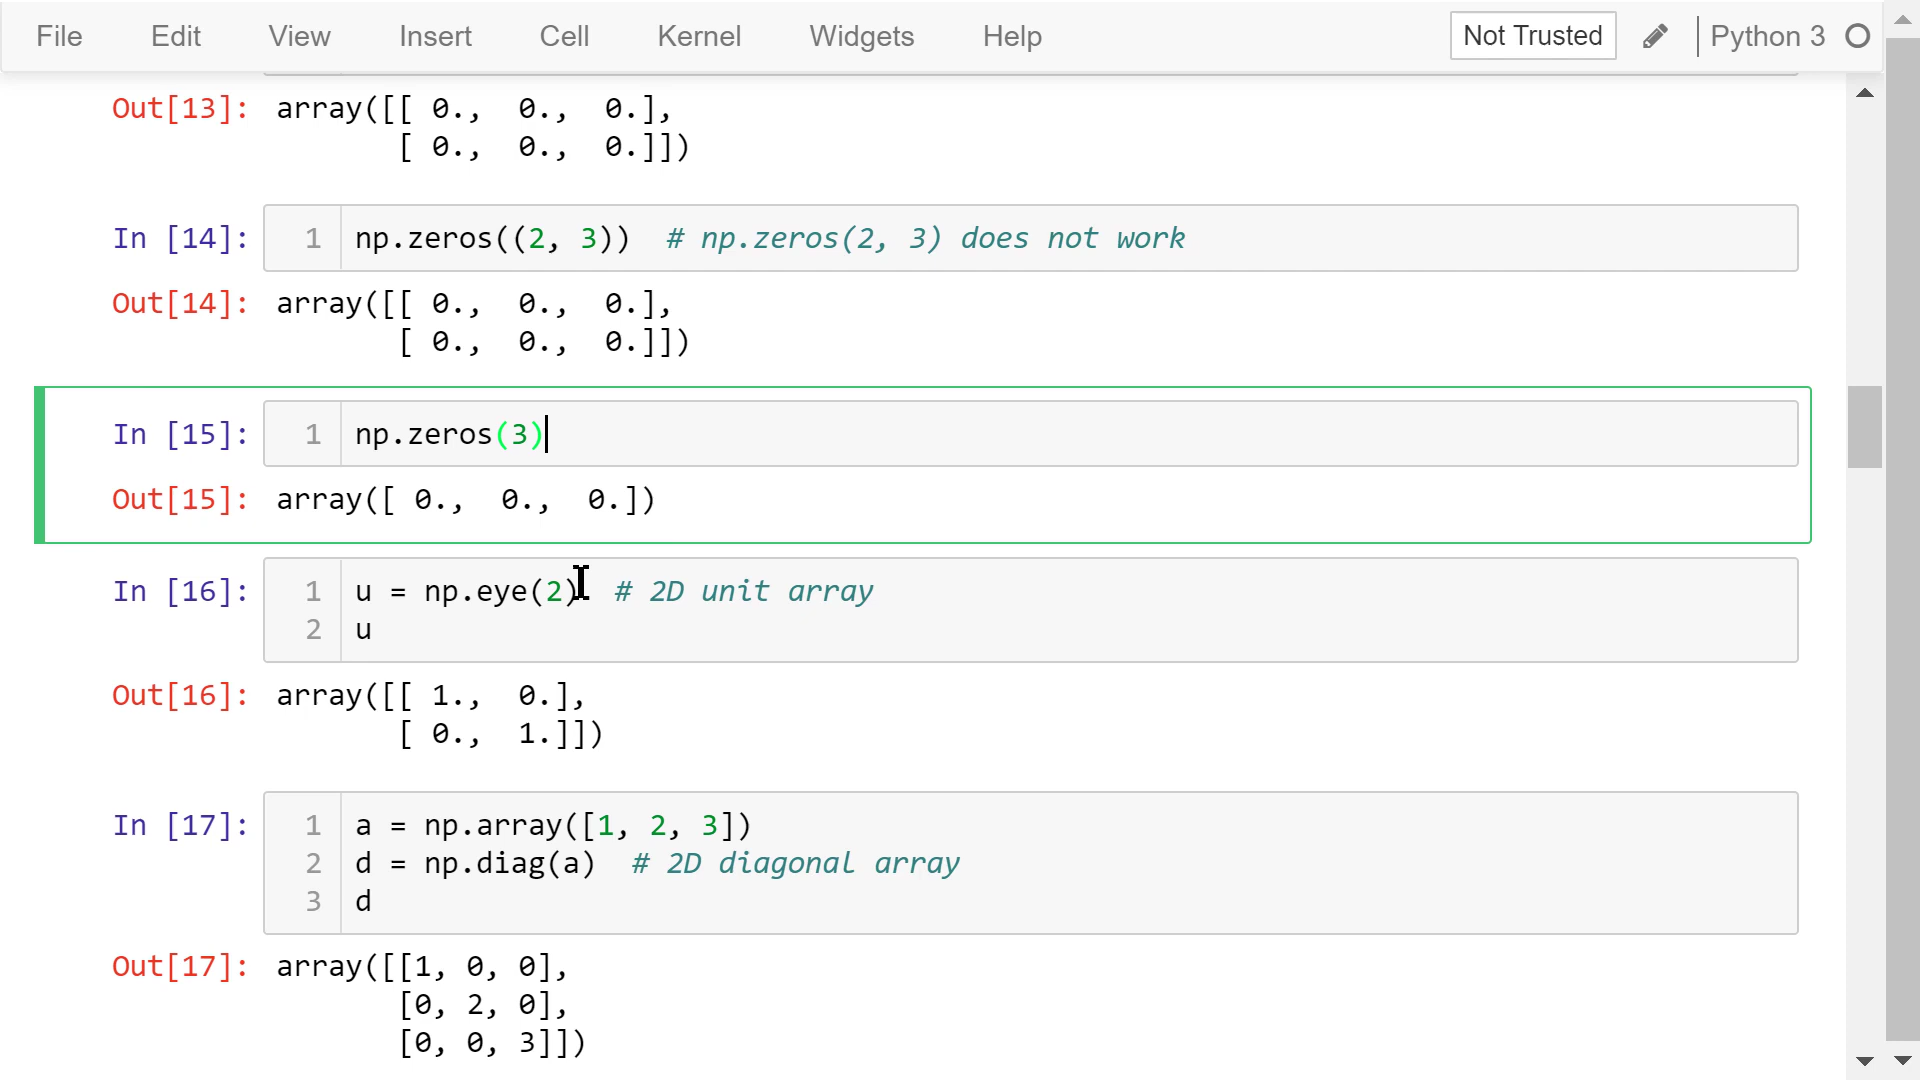 File Edit View Insert Cell Kernel Widgets Help Not Trusted Python 3
Out[13]: array([[ 0.,  0.,  0.],
       [ 0.,  0.,  0.]])
In [14]: 1 np.zeros((2, 3))  # np.zeros(2, 3) does not work
Out[14]: array([[ 0.,  0.,  0.],
       [ 0.,  0.,  0.]])
In [15]: 1 np.zeros(3)
Out[15]: array([ 0.,  0.,  0.])
In [16]: 1 u = np.eye(2)  # 2D unit array
2 u
Out[16]: array([[ 1.,  0.],
       [ 0.,  1.]])
In [17]: 1 a = np.array([1, 2, 3])
2 d = np.diag(a)  # 2D diagonal array
3 d
Out[17]: array([[1, 0, 0],
       [0, 2, 0],
       [0, 0, 3]])